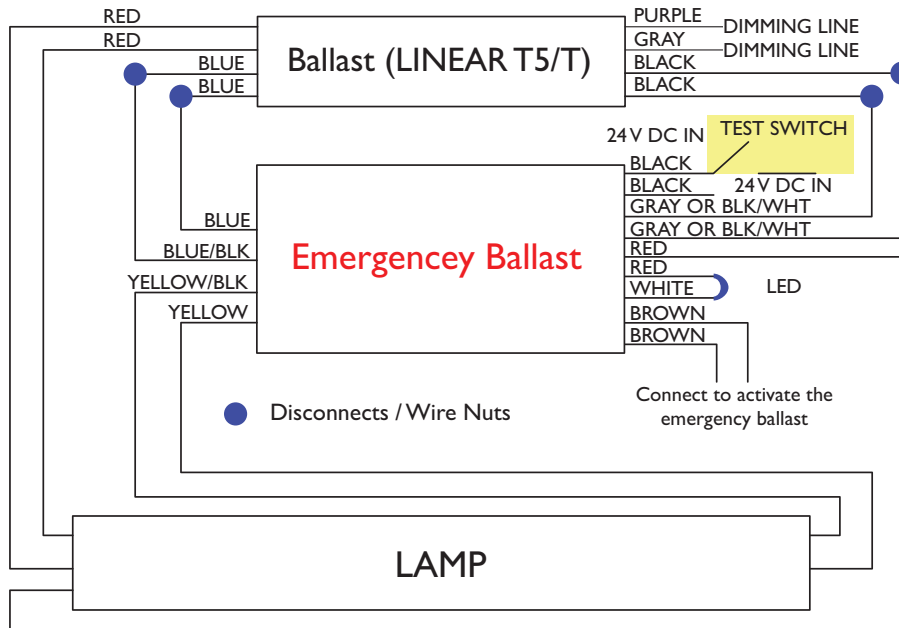 RED
RED
BLUE
BLUE
Ballast (LINEAR T5/T)
PURPLE
DIMMING LINE
GRAY
DIMMING LINE
BLACK
BLACK
24 V DC IN
TEST SWITCH
BLACK
BLACK
24 V DC IN
GRAY OR BLK/WHT
GRAY OR BLK/WHT
RED
RED
WHITE
LED
BROWN
BROWN
BLUE
BLUE/BLK
YELLOW/BLK
YELLOW
Emergencey Ballast
Connect to activate the
emergency ballast
Disconnects / Wire Nuts
LAMP